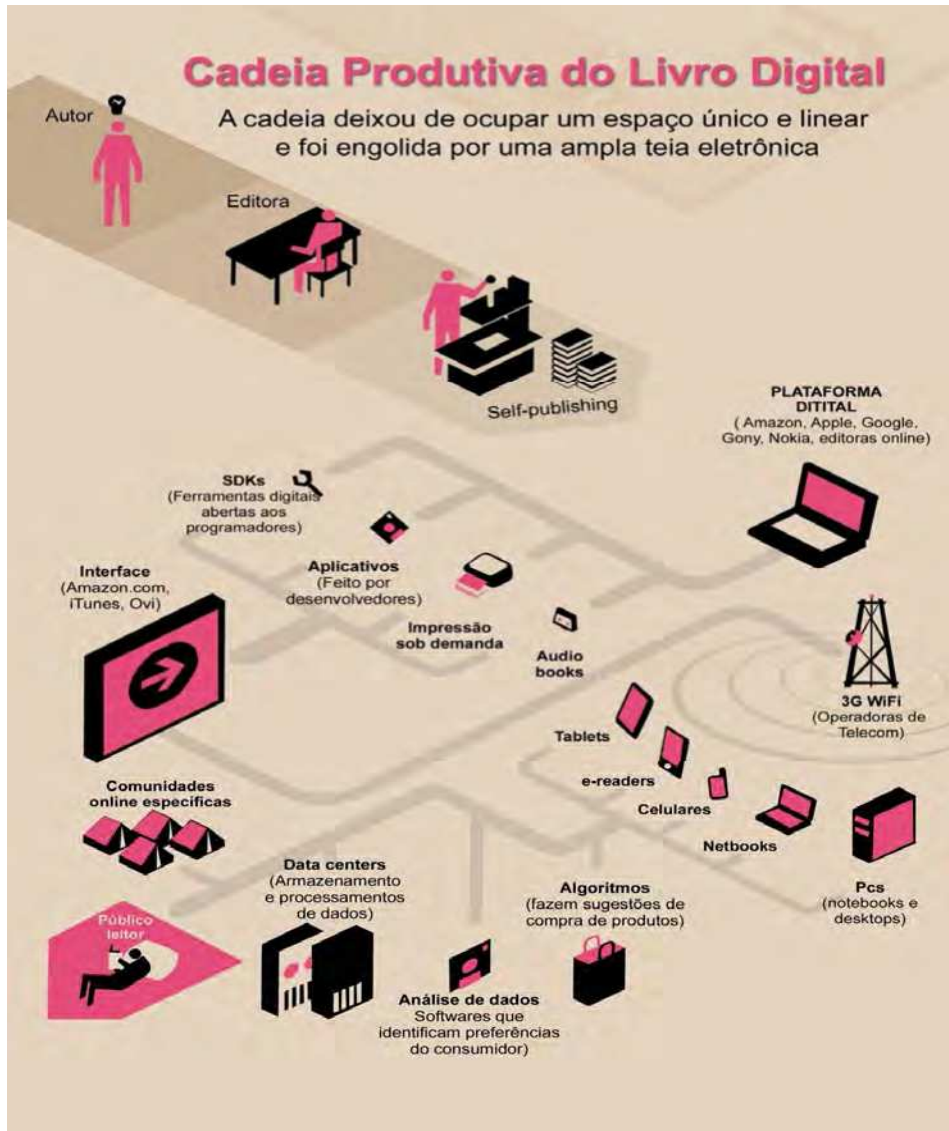 Cadeia Produtiva do Livro Digital
A cadeia deixou de ocupar um espaço único e linear
e foi engolida por uma ampla teia eletrônica
Autor
Editora
Self-publishing
PLATAFORMA
DITITAL
( Amazon, Apple, Google,
Gony, Nokia, editoras online)
SDKs
(Ferramentas digitais
abertas aos
programadores)
Aplicativos
(Feito por
desenvolvedores)
Interface
(Amazon.com,
iTunes, Ovi)
Impressão
sob demanda
Audio
books
3G WiFi
(Operadoras de
Telecom)
Tablets
e-readers
Celulares
Netbooks
Pcs
(notebooks e
desktops)
Comunidades
online específicas
Data centers
(Armazenamento
e processamentos
de dados)
Algoritmos
(fazem sugestões de
compra de produtos)
Público
leitor
Análise de dados
Softwares que
identificam preferências
do consumidor)